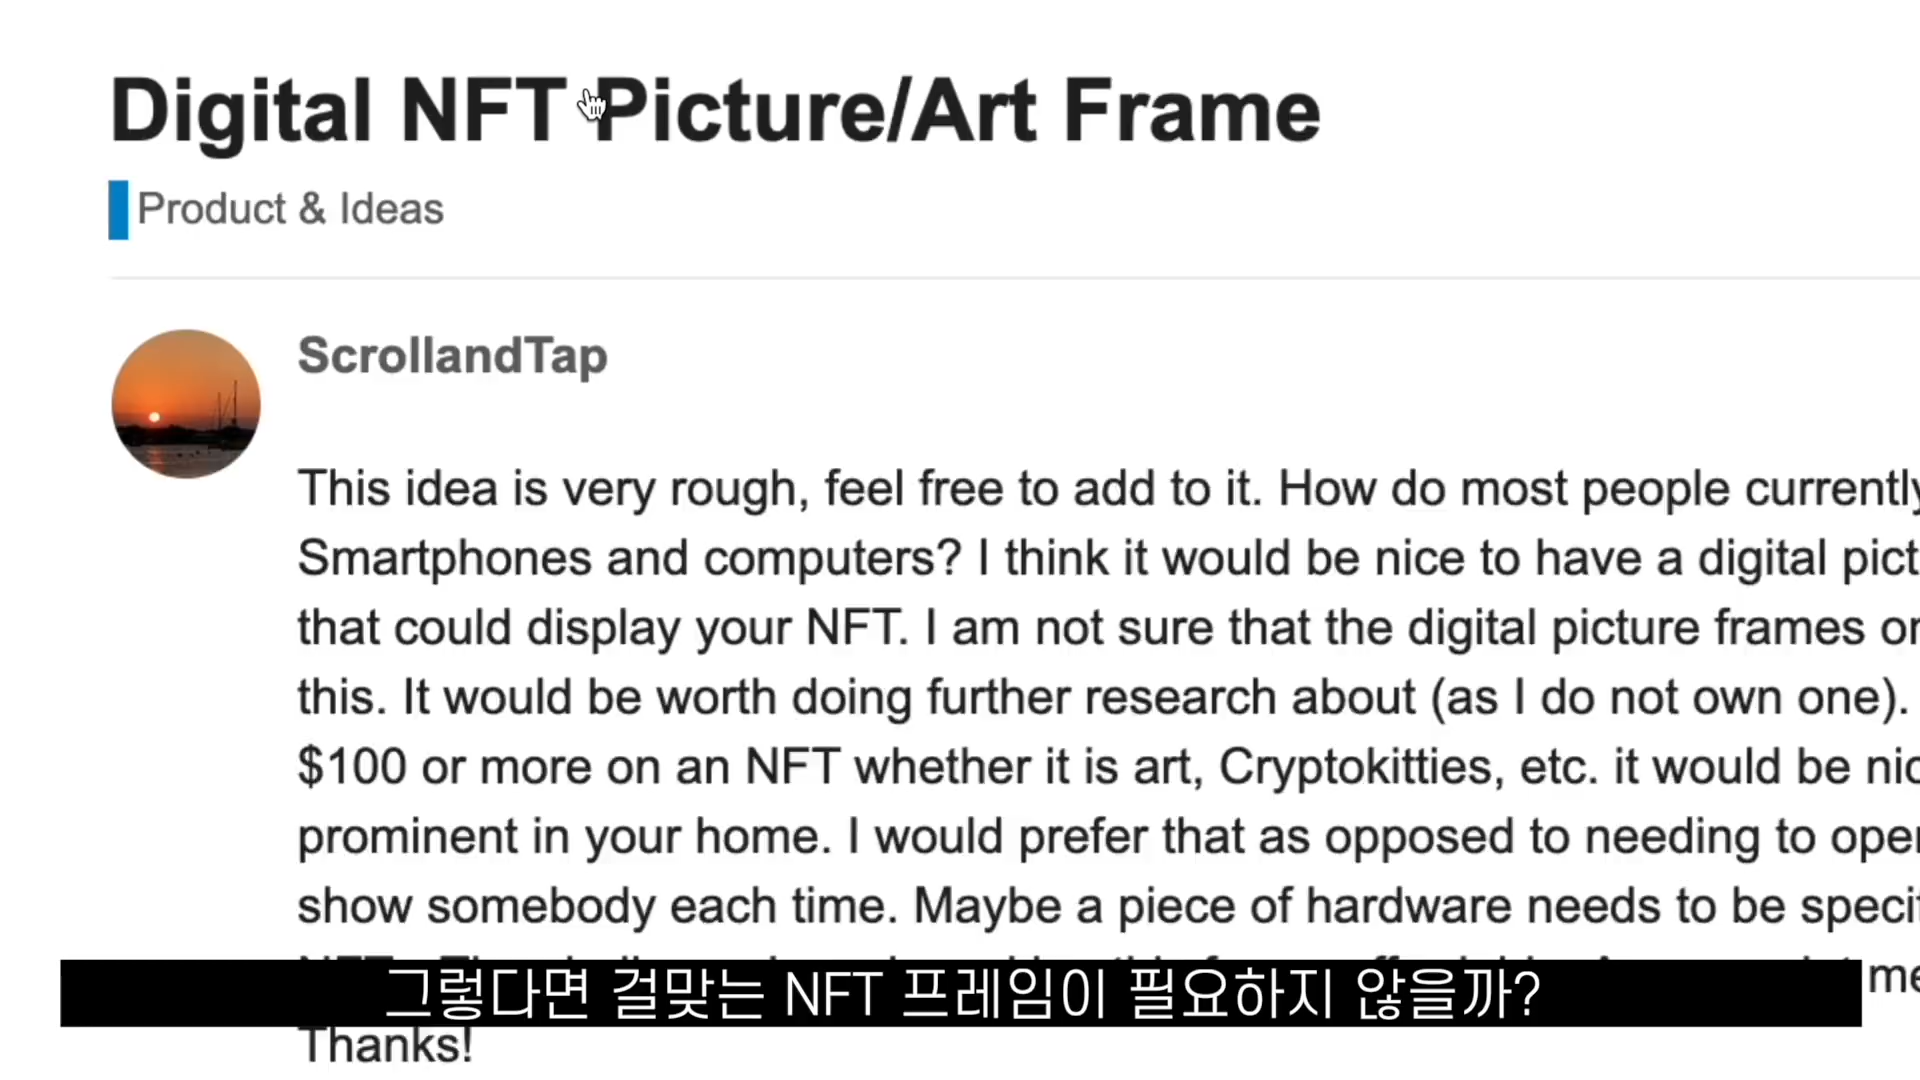 Digital NFT Picture/Art Frame
Product & Ideas
ScrollandTap
This idea is very rough, feel free to add to it. How do most people currently
Smartphones and computers? I think it would be nice to have a digital pict
that could display your NFT. I am not sure that the digital picture frames or
this. It would be worth doing further research about (as I do not own one).
$100 or more on an NFT whether it is art, Cryptokitties, etc. it would be nic
prominent in your home. I would prefer that as opposed to needing to open
show somebody each time. Maybe a piece of hardware needs to be specif
그렇다면 걸맞는 NFT 프레임이 필요하지 않을까?
Thanks!